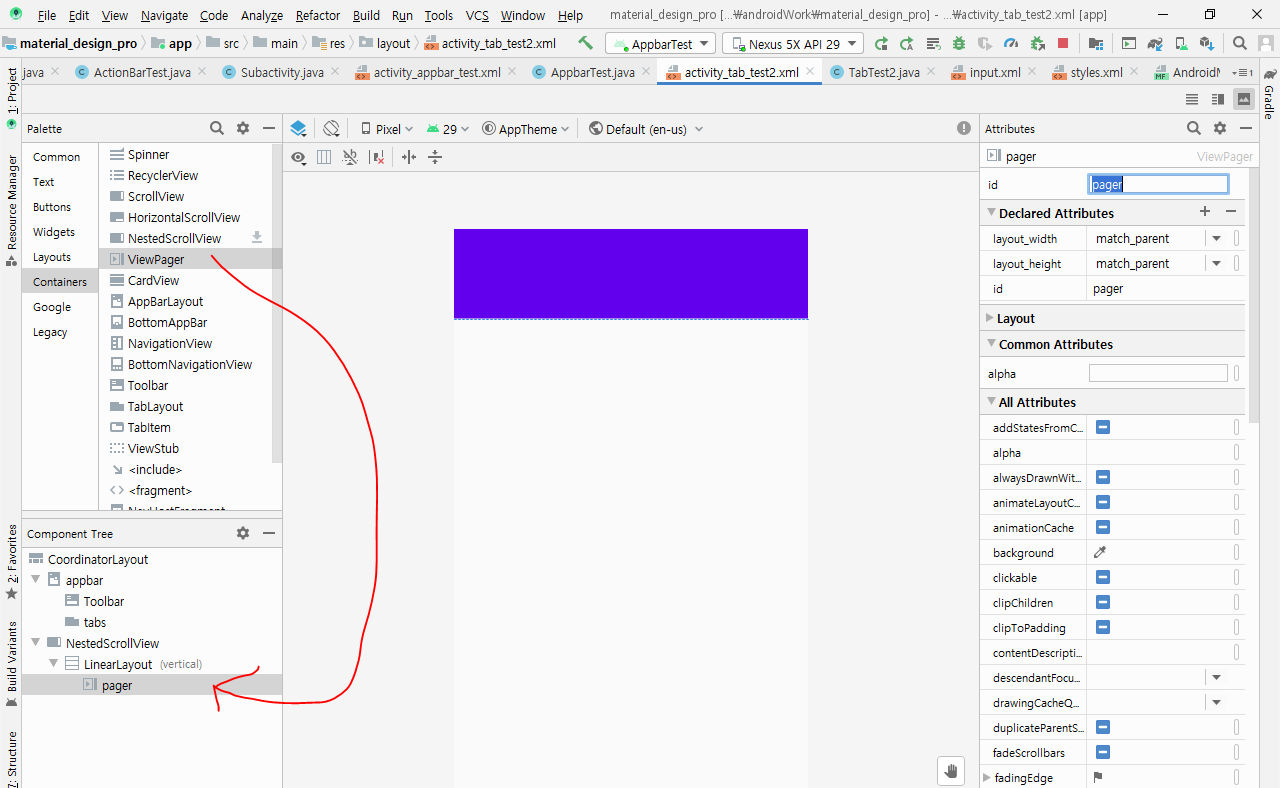 File Edit View Navigate Code Analyze Refactor Build Run Tools VCS Window Help material_design_pro [...₩androidWork₩material_design_pro] - ...₩activity_tab_test2.xml [app]
material_design_pro app src main res layout activity_tab_test2.xml AppbarTest Nexus 5X API 29
java ActionBarTest.java Subactivity.java activity_appbar_test.xml AppbarTest.java activity_tab_test2.xml TabTest2.java input.xml styles.xml
1: Project
Resource Manager
2: Favorites
Build Variants
7: Structure
Gradle
Palette
Common
Text
Buttons
Widgets
Layouts
Containers
Google
Legacy
Spinner
RecyclerView
ScrollView
HorizontalScrollView
NestedScrollView
ViewPager
CardView
AppBarLayout
BottomAppBar
NavigationView
BottomNavigationView
Toolbar
TabLayout
TabItem
ViewStub
<include>
<fragment>
NavHostFragment
Component Tree
CoordinatorLayout
appbar
Toolbar
tabs
NestedScrollView
LinearLayout (vertical)
pager
Pixel 29 AppTheme Default (en-us)
Attributes
pager ViewPager
id pager
Declared Attributes
layout_width match_parent
layout_height match_parent
id pager
Layout
Common Attributes
alpha
All Attributes
addStatesFromC...
alpha
alwaysDrawnWit...
animateLayoutC...
animationCache
background
clickable
clipChildren
clipToPadding
contentDescripti...
descendantFocu...
drawingCacheQ...
duplicateParentS...
fadeScrollbars
fadingEdge